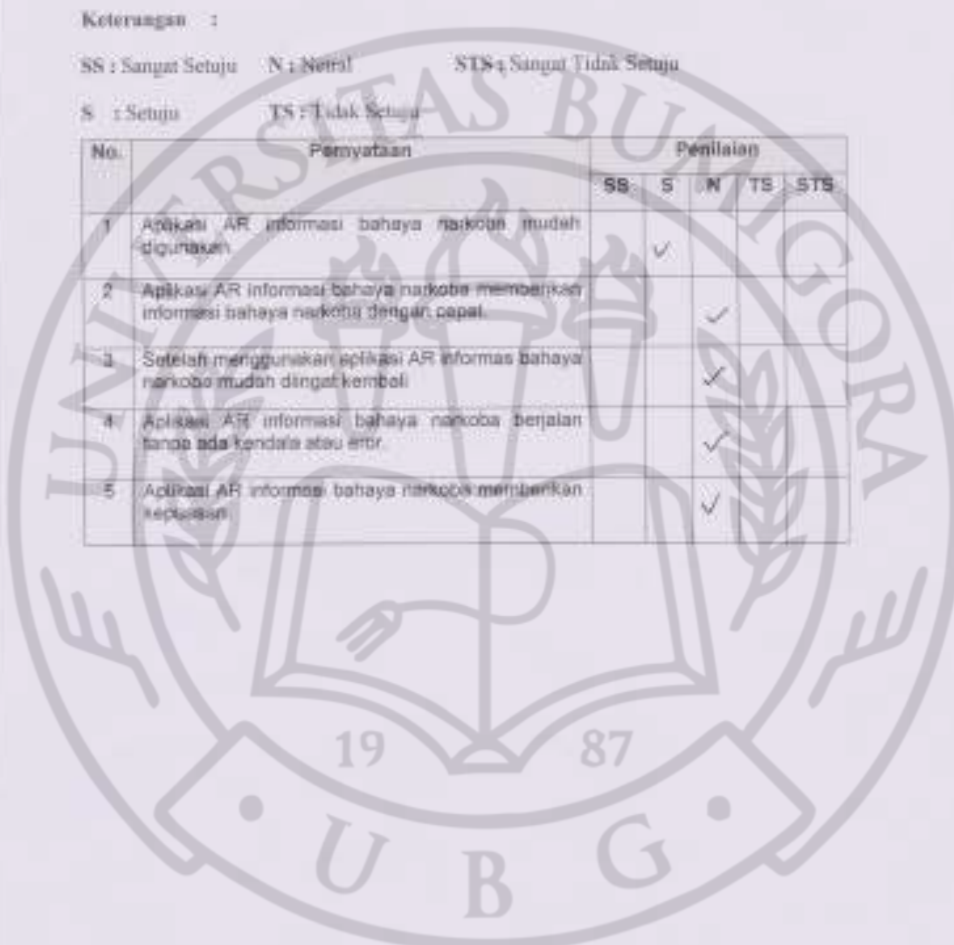 Keterangan :
SS : Sangat Setuju N : Netral STS : Sangat Tidak Setuju
S : Setuju TS : Tidak Setuju
No. Pernyataan Penilaian
SS S N TS STS
1 Aplikasi AR informasi bahaya narkoba mudah
digunakan
2 Aplikasi AR informasi bahaya narkoba memberikan
informasi bahaya narkoba dengan cepat.
3 Setelah menggunakan aplikasi AR informas bahaya
narkoba mudah diingat kembali
4 Aplikasi AR informasi bahaya narkoba berjalan
tanpa ada kendala atau error.
5 Aplikasi AR informasi bahaya narkoba memberikan
kepuasan.
UNIVERSITAS BUMIGORA
19 87
U B G